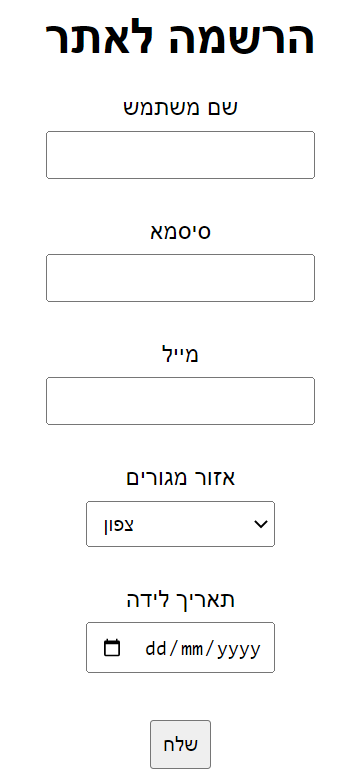 הרשמה לאתר
שם משתמש
סיסמא
מייל
אזור מגורים
צפון
תאריך לידה
dd/mm/yyyy
שלח